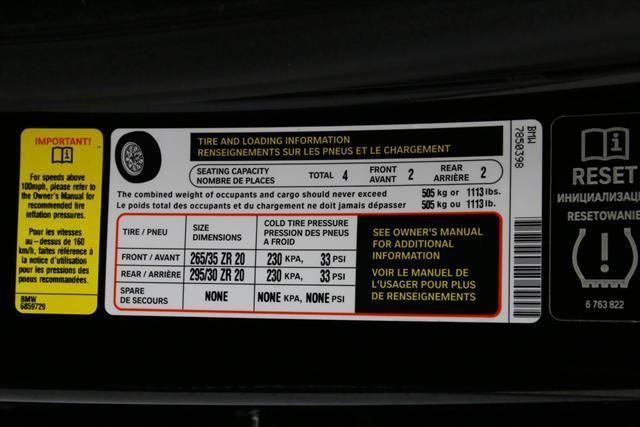 IMPORTANT!
For speeds above
100mph, please refer to
the Owner's Manual for
recommended tire
inflation pressures.
Pour les vitesses
au-dessus de 160
km/h, faites référence à
la notice d'utilisation
pour les pressions des
pneus recommandées.
BMW
6859729
TIRE AND LOADING INFORMATION
RENSEIGNEMENTS SUR LES PNEUS ET LE CHARGEMENT
SEATING CAPACITY
NOMBRE DE PLACES
TOTAL 4
FRONT
AVANT 2
REAR
ARRIÈRE 2
The combined weight of occupants and cargo should never exceed 505 kg or 1113 lbs.
Le poids total des occupants et du chargement ne doit jamais dépasser 505 kg ou 1113 lb.
TIRE / PNEU
SIZE
DIMENSIONS
COLD TIRE PRESSURE
PRESSION DES PNEUS
A FROID
FRONT / AVANT 265/35 ZR 20 230 KPA, 33 PSI
REAR / ARRIÈRE 295/30 ZR 20 230 KPA, 33 PSI
SPARE
DE SECOURS
NONE NONE KPA, NONE PSI
SEE OWNER'S MANUAL
FOR ADDITIONAL
INFORMATION
VOIR LE MANUEL DE
L'USAGER POUR PLUS
DE RENSEIGNEMENTS
BMW
7850398
RESET
RESETOWANIE
6 763 822